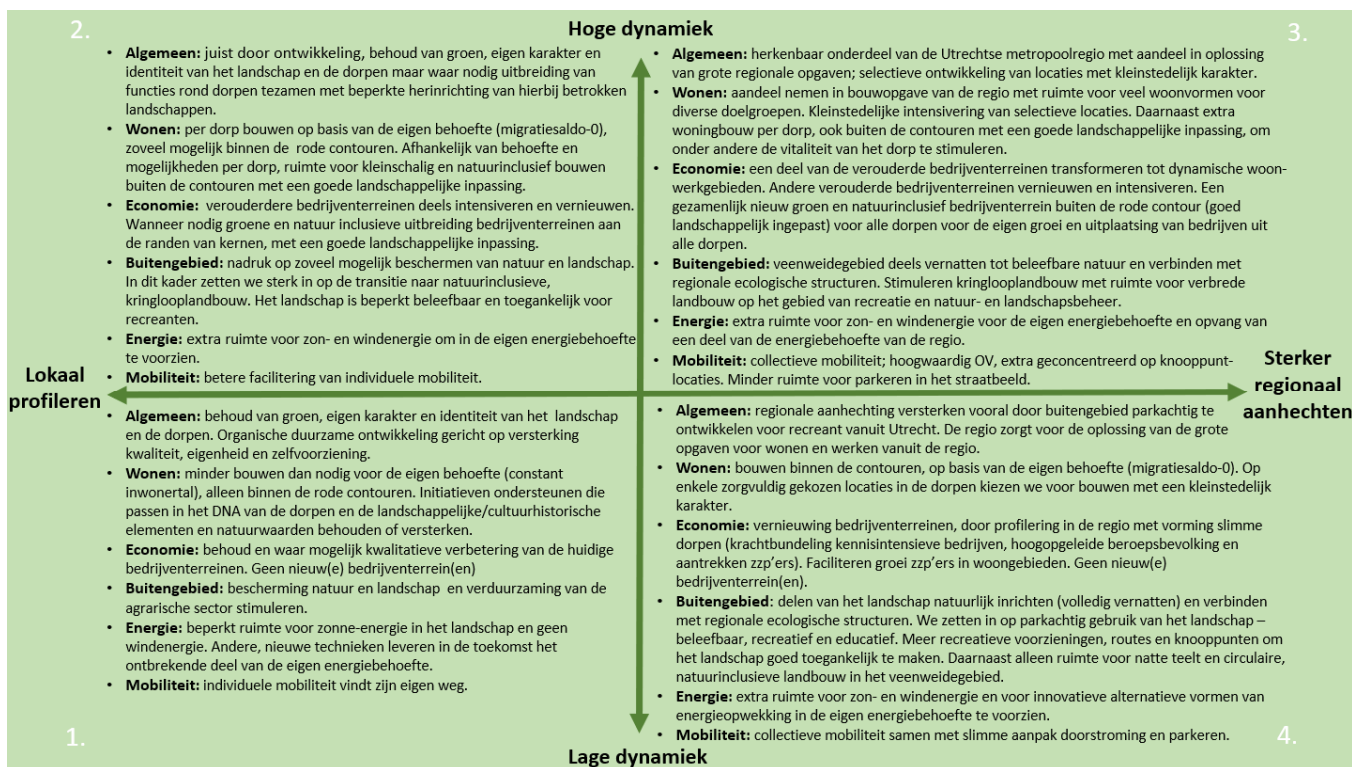 Hoge dynamiek
2.
• Algemeen: juist door ontwikkeling, behoud van groen, eigen karakter en
identiteit van het landschap en de dorpen maar waar nodig uitbreiding van
functies rond dorpen tezamen met beperkte herinrichting van hierbij betrokken
landschappen.
• Wonen: per dorp bouwen op basis van de eigen behoefte (migratiesaldo-0),
zoveel mogelijk binnen de rode contouren. Afhankelijk van behoefte en
mogelijkheden per dorp, ruimte voor kleinschalig en natuurinclusief bouwen
buiten de contouren met een goede landschappelijke inpassing.
• Economie: verouderdere bedrijventerreinen deels intensiveren en vernieuwen.
Wanneer nodig groene en natuur inclusieve uitbreiding bedrijventerreinen aan
de randen van kernen, met een goede landschappelijke inpassing.
• Buitengebied: nadruk op zoveel mogelijk beschermen van natuur en landschap.
In dit kader zetten we sterk in op de transitie naar natuurinclusieve,
kringlooplandbouw. Het landschap is beperkt beleefbaar en toegankelijk voor
recreanten.
• Energie: extra ruimte voor zon- en windenergie om in de eigen energiebehoefte
te voorzien.
• Mobiliteit: betere facilitering van individuele mobiliteit.
3.
• Algemeen: herkenbaar onderdeel van de Utrechtse metropoolregio met aandeel in oplossing
van grote regionale opgaven; selectieve ontwikkeling van locaties met kleinstedelijk karakter.
• Wonen: aandeel nemen in bouwopgave van de regio met ruimte voor veel woonvormen voor
diverse doelgroepen. Kleinstedelijke intensivering van selectieve locaties. Daarnaast extra
woningbouw per dorp, ook buiten de contouren met een goede landschappelijke inpassing, om
onder andere de vitaliteit van het dorp te stimuleren.
• Economie: een deel van de verouderde bedrijventerreinen transformeren tot dynamische woon-
werkgebieden. Andere verouderde bedrijventerreinen vernieuwen en intensiveren. Een
gezamenlijk nieuw groen en natuurinclusief bedrijventerrein buiten de rode contour (goed
landschappelijk ingepast) voor alle dorpen voor de eigen groei en uitplaatsing van bedrijven uit
alle dorpen.
• Buitengebied: veenweidegebied deels vernatten tot beleefbare natuur en verbinden met
regionale ecologische structuren. Stimuleren kringlooplandbouw met ruimte voor verbrede
landbouw op het gebied van recreatie en natuur- en landschapsbeheer.
• Energie: extra ruimte voor zon- en windenergie voor de eigen energiebehoefte en opvang van
een deel van de energiebehoefte van de regio.
• Mobiliteit: collectieve mobiliteit; hoogwaardig OV, extra geconcentreerd op knooppunt-
locaties. Minder ruimte voor parkeren in het straatbeeld.
Lokaal
profileren
Sterker
regionaal
aanhechten
• Algemeen: behoud van groen, eigen karakter en identiteit van het landschap
en de dorpen. Organische duurzame ontwikkeling gericht op versterking
kwaliteit, eigenheid en zelfvoorziening.
• Wonen: minder bouwen dan nodig voor de eigen behoefte (constant
inwonertal), alleen binnen de rode contouren. Initiatieven ondersteunen die
passen in het DNA van de dorpen en de landschappelijke/cultuurhistorische
elementen en natuurwaarden behouden of versterken.
• Economie: behoud en waar mogelijk kwalitatieve verbetering van de huidige
bedrijventerreinen. Geen nieuw(e) bedrijventerrein(en)
• Buitengebied: bescherming natuur en landschap en verduurzaming van de
agrarische sector stimuleren.
• Energie: beperkt ruimte voor zonne-energie in het landschap en geen
windenergie. Andere, nieuwe technieken leveren in de toekomst het
ontbrekende deel van de eigen energiebehoefte.
• Mobiliteit: individuele mobiliteit vindt zijn eigen weg.
1.
• Algemeen: regionale aanhechting versterken vooral door buitengebied parkachtig te
ontwikkelen voor recreant vanuit Utrecht. De regio zorgt voor de oplossing van de grote
opgaven voor wonen en werken vanuit de regio.
• Wonen: bouwen binnen de contouren, op basis van de eigen behoefte (migratiesaldo-0). Op
enkele zorgvuldig gekozen locaties in de dorpen kiezen we voor bouwen met een kleinstedelijk
karakter.
• Economie: vernieuwing bedrijventerreinen, door profilering in de regio met vorming slimme
dorpen (krachtbundeling kennisintensieve bedrijven, hoogopgeleide beroepsbevolking en
aantrekken zzp'ers). Faciliteren groei zzp'ers in woongebieden. Geen nieuw(e)
bedrijventerrein(en).
• Buitengebied: delen van het landschap natuurlijk inrichten (volledig vernatten) en verbinden
met regionale ecologische structuren. We zetten in op parkachtig gebruik van het landschap –
beleefbaar, recreatief en educatief. Meer recreatieve voorzieningen, routes en knooppunten om
het landschap goed toegankelijk te maken. Daarnaast alleen ruimte voor natte teelt en circulaire,
natuurinclusieve landbouw in het veenweidegebied.
• Energie: extra ruimte voor zon- en windenergie en voor innovatieve alternatieve vormen van
energieopwekking in de eigen energiebehoefte te voorzien.
• Mobiliteit: collectieve mobiliteit samen met slimme aanpak doorstroming en parkeren.
4.
Lage dynamiek